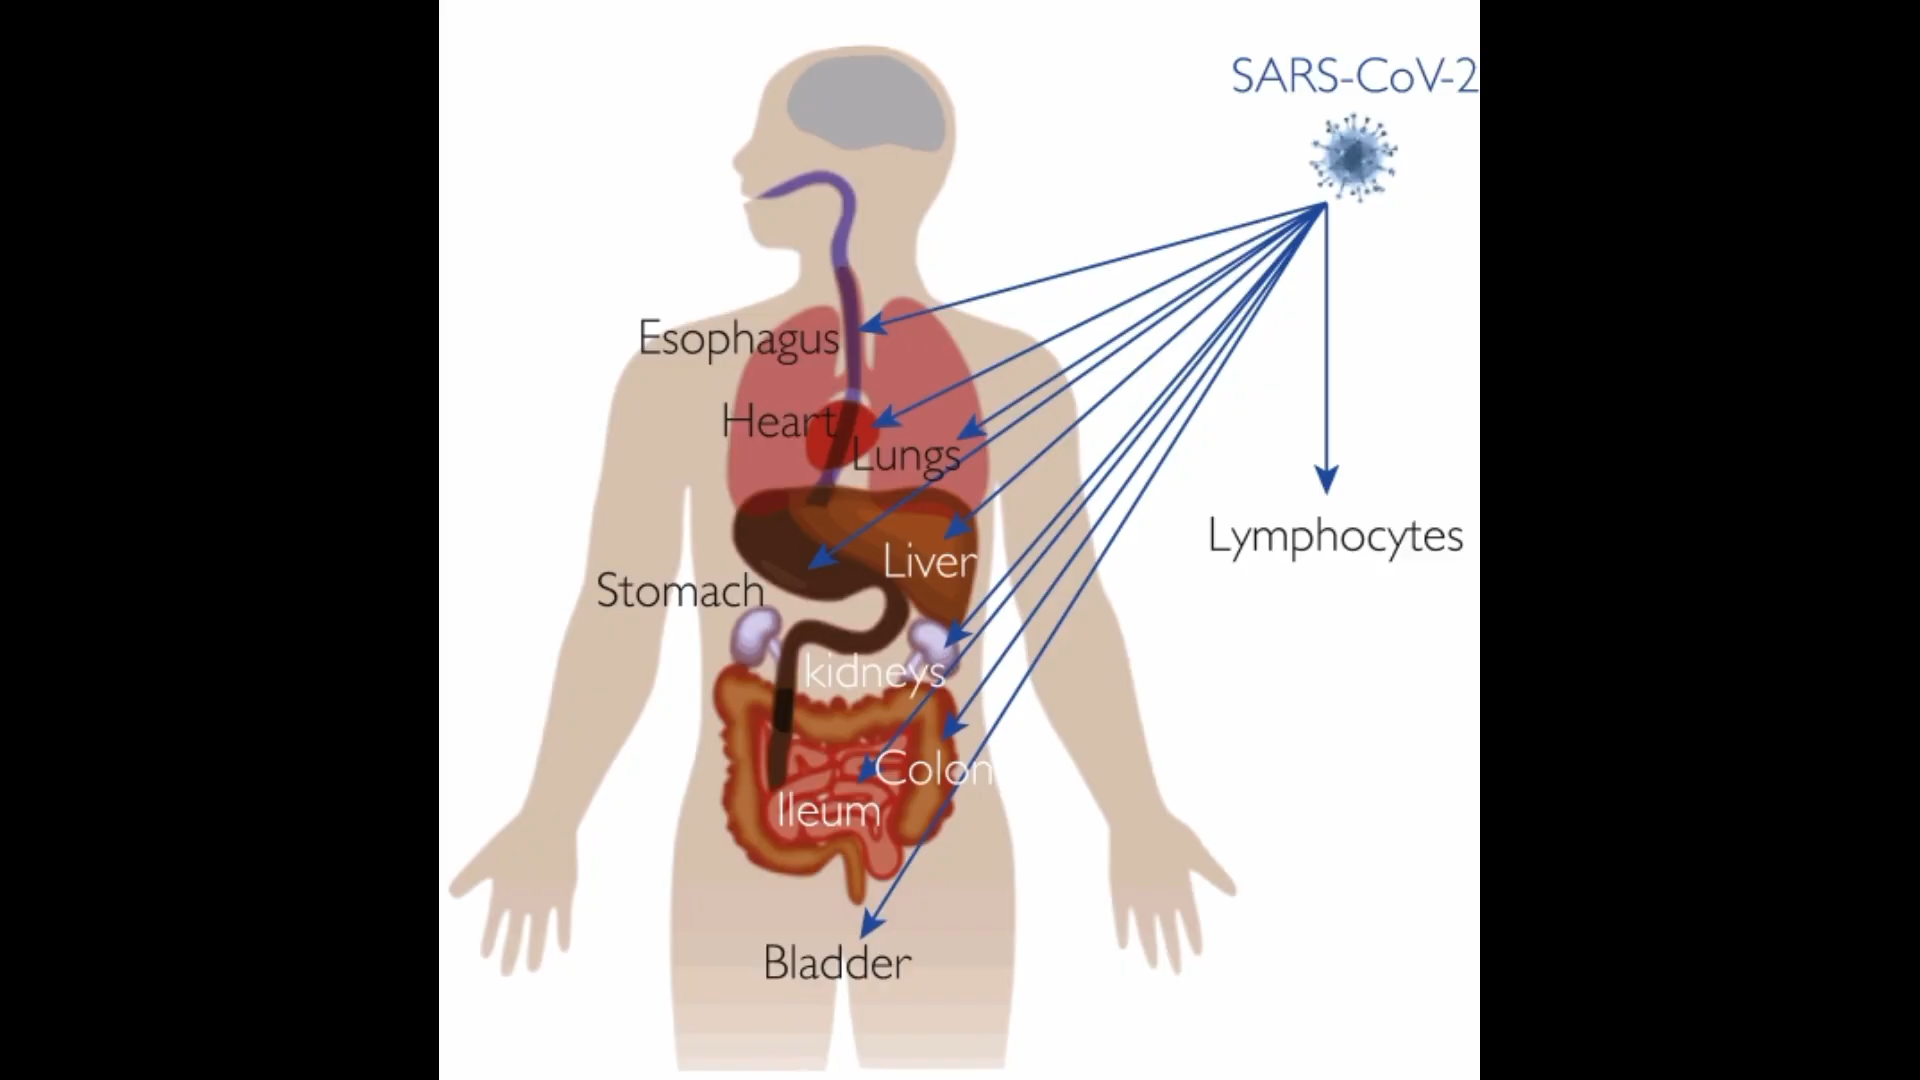 SARS-CoV-2
Esophagus
Heart
Lungs
Lymphocytes
Liver
Stomach
kidneys
Colon
Ileum
Bladder